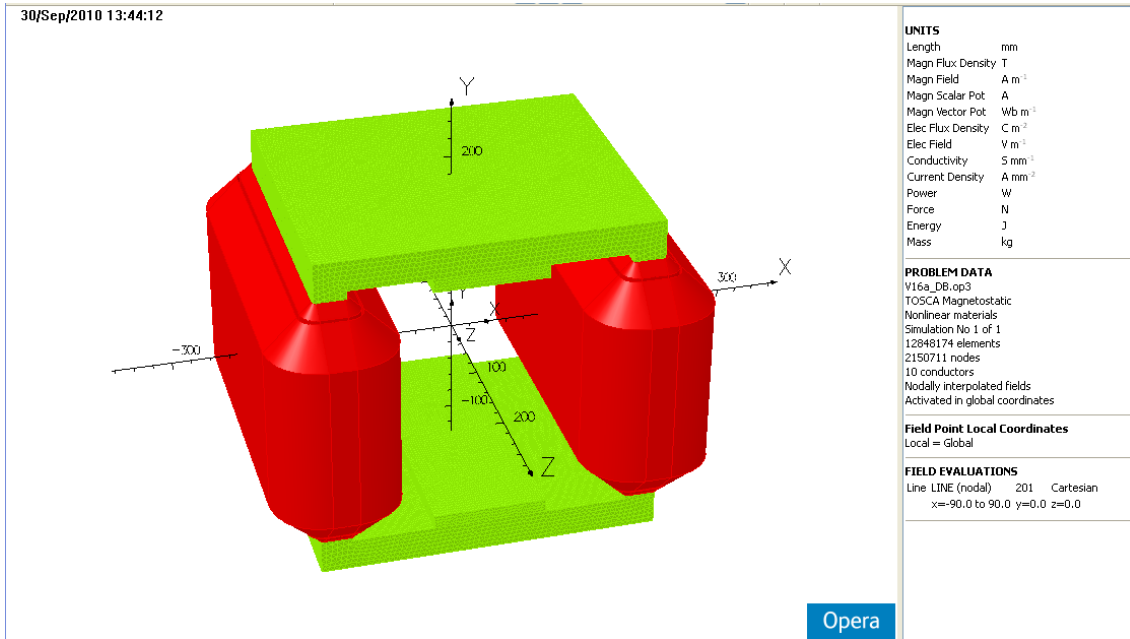 30/Sep/2010 13:44:12
Y
200
X
300
Y
X
Z
-300
100
-100
200
Z
Opera
UNITS
Length mm
Magn Flux Density T
Magn Field A m⁻¹
Magn Scalar Pot A
Magn Vector Pot Wb m⁻¹
Elec Flux Density C m⁻²
Elec Field V m⁻¹
Conductivity S mm⁻¹
Current Density A mm⁻²
Power W
Force N
Energy J
Mass kg
PROBLEM DATA
V16a_DB.op3
TOSCA Magnetostatic
Nonlinear materials
Simulation No 1 of 1
12848174 elements
2150711 nodes
10 conductors
Nodally interpolated fields
Activated in global coordinates
Field Point Local Coordinates
Local = Global
FIELD EVALUATIONS
Line LINE (nodal) 201 Cartesian
x=-90.0 to 90.0 y=0.0 z=0.0